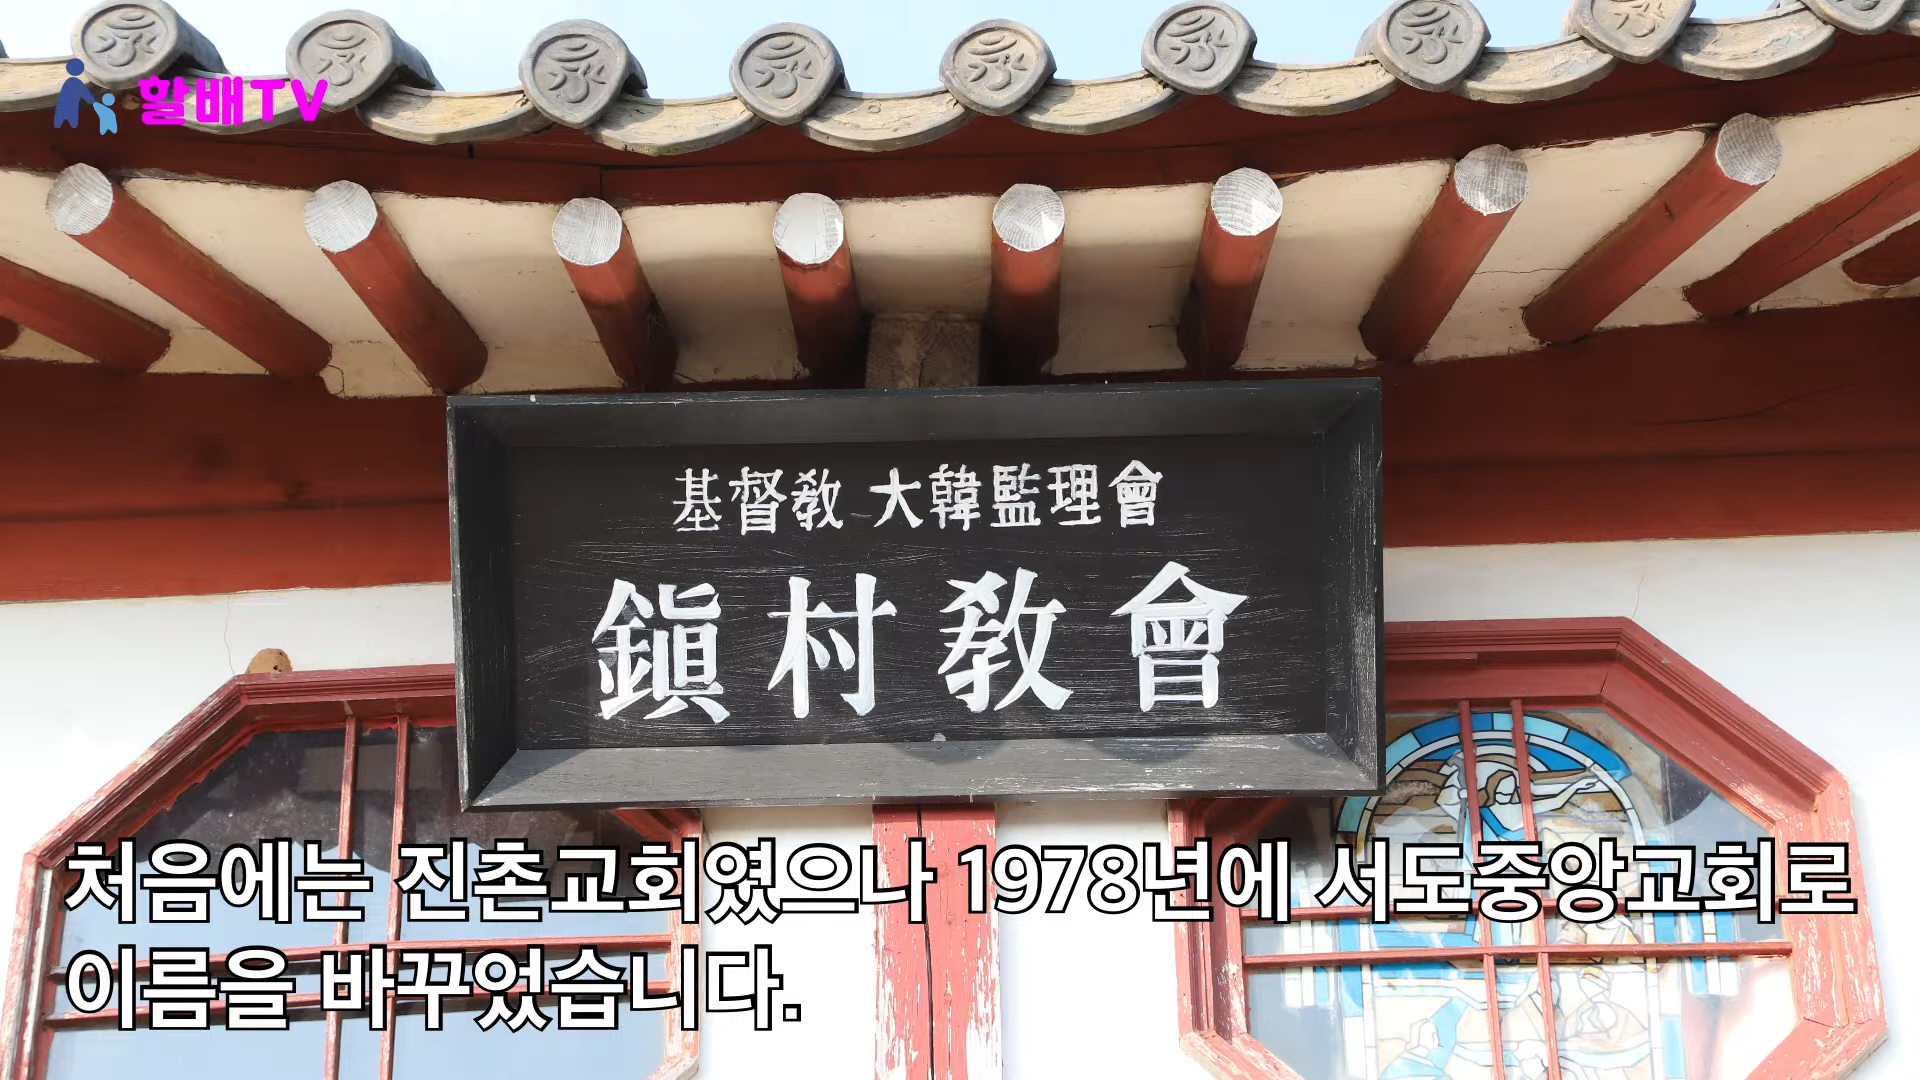 할배TV
基督敎 大韓監理會
鎭村敎會
처음에는 진촌교회였으나 1978년에 서도중앙교회로
이름을 바꾸었습니다.